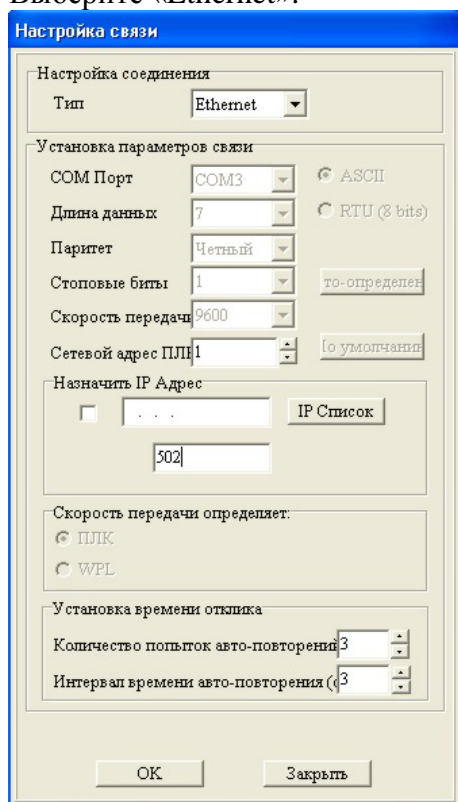 Выберите «Ethernet».
Настройка связи
Настройка соединения
Тип Ethernet
Установка параметров связи
COM Порт COM3 ASCII
Длина данных 7 RTU (8 bits)
Паритет Четный
Стоповые биты 1 то-определен
Скорость передачи 9600
Сетевой адрес ПЛК 1 По умолчанию
Назначить IP Адрес
. . . IP Список
502
Скорость передачи определяет:
ПЛК
WPL
Установка времени отклика
Количество попыток авто-повторений 3
Интервал времени авто-повторения (с 3
OK Закрыть